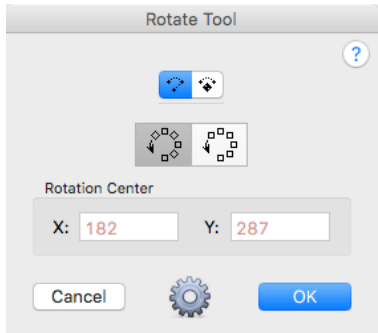 Rotate Tool
?
Rotation Center
X: 182 Y: 287
Cancel OK